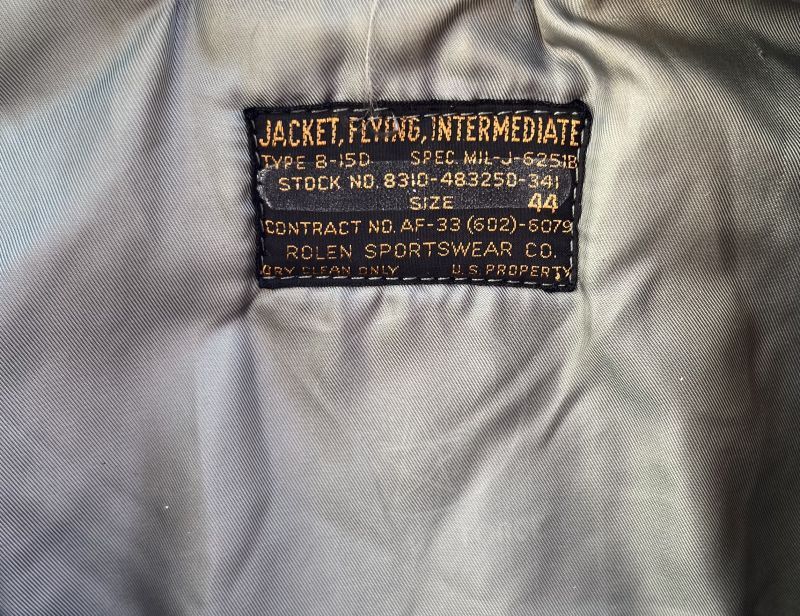 JACKET, FLYING, INTERMEDIATE
TYPE B-15D SPEC. MIL-J-6251B
STOCK NO. 8310-483250-341
SIZE 44
CONTRACT NO. AF-33 (602)-6079
ROLEN SPORTSWEAR CO.
DRY CLEAN ONLY U.S. PROPERTY